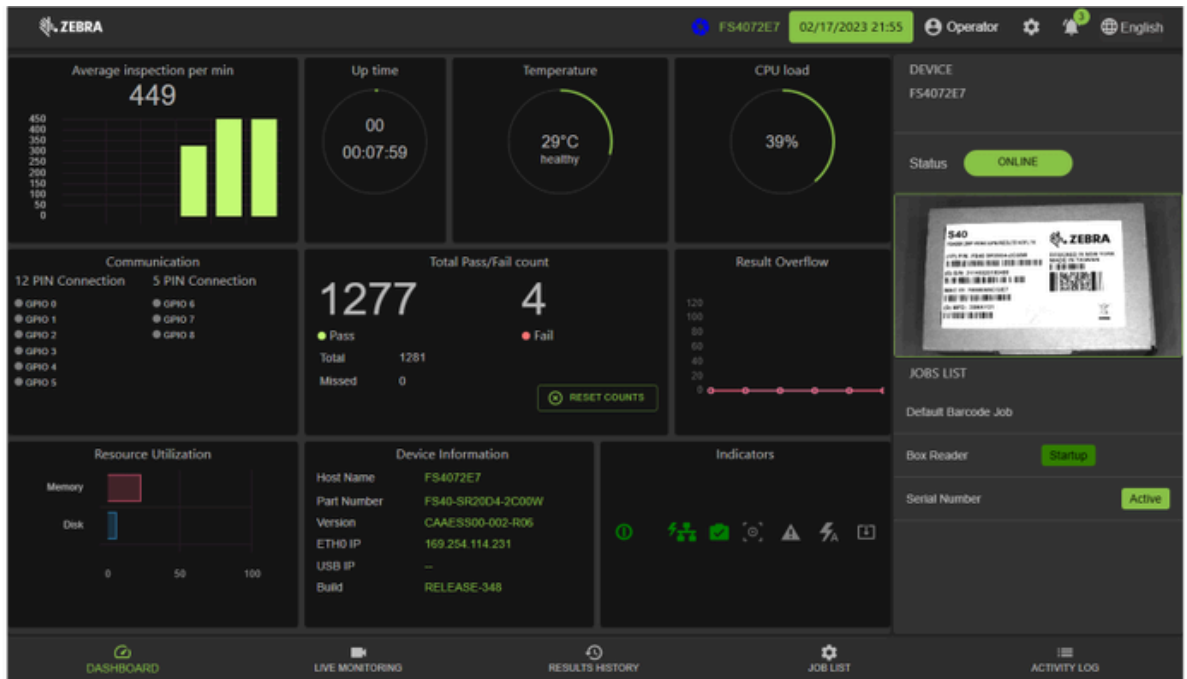 ZEBRA
FS4072E7
02/17/2023 21:55
Operator
3
English
Average inspection per min
449
450
400
350
300
250
200
150
100
50
0
Up time
00
00:07:59
Temperature
29°C
healthy
CPU load
39%
DEVICE
FS4072E7
Status
ONLINE
S40
ZEBRA
Communication
12 PIN Connection
5 PIN Connection
GPIO 0
GPIO 1
GPIO 2
GPIO 3
GPIO 4
GPIO 5
GPIO 6
GPIO 7
GPIO 8
Total Pass/Fail count
1277
4
Pass
Fail
Total 1281
Missed 0
RESET COUNTS
Result Overflow
120
100
80
60
40
20
0
JOBS LIST
Default Barcode Job
Box Reader
Startup
Serial Number
Active
Resource Utilization
Memory
Disk
0 50 100
Device Information
Host Name FS4072E7
Part Number FS40-SR20D4-2C00W
Version CAAESS00-002-R06
ETH0 IP 169.254.114.231
USB IP --
Build RELEASE-348
Indicators
A
DASHBOARD
LIVE MONITORING
RESULTS HISTORY
JOB LIST
ACTIVITY LOG